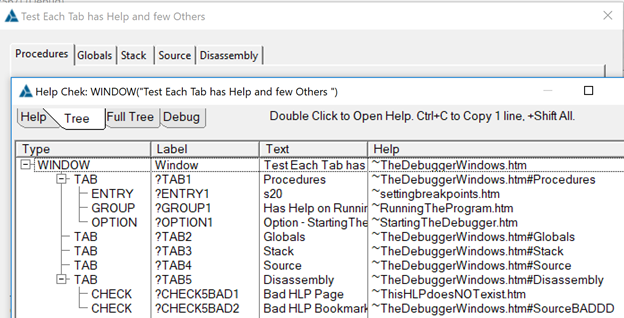 Test Each Tab has Help and few Others
Procedures Globals Stack Source Disassembly
Help Chek: WINDOW("Test Each Tab has Help and few Others ")
Help Tree Full Tree Debug Double Click to Open Help. Ctrl+C to Copy 1 line, +Shift All.
Type Label Text Help
WINDOW Window Test Each Tab has ~TheDebuggerWindows.htm
TAB ?TAB1 Procedures ~TheDebuggerWindows.htm#Procedures
ENTRY ?ENTRY1 s20 ~settingbreakpoints.htm
GROUP ?GROUP1 Has Help on Runnin ~RunningTheProgram.htm
OPTION ?OPTION1 Option - StartingThe ~StartingTheDebugger.htm
TAB ?TAB2 Globals ~TheDebuggerWindows.htm#Globals
TAB ?TAB3 Stack ~TheDebuggerWindows.htm#Stack
TAB ?TAB4 Source ~TheDebuggerWindows.htm#Source
TAB ?TAB5 Disassembly ~TheDebuggerWindows.htm#Disassembly
CHECK ?CHECK5BAD1 Bad HLP Page ~ThisHLPdoesNOTexist.htm
CHECK ?CHECK5BAD2 Bad HLP Bookmar ~TheDebuggerWindows.htm#SourceBADDD